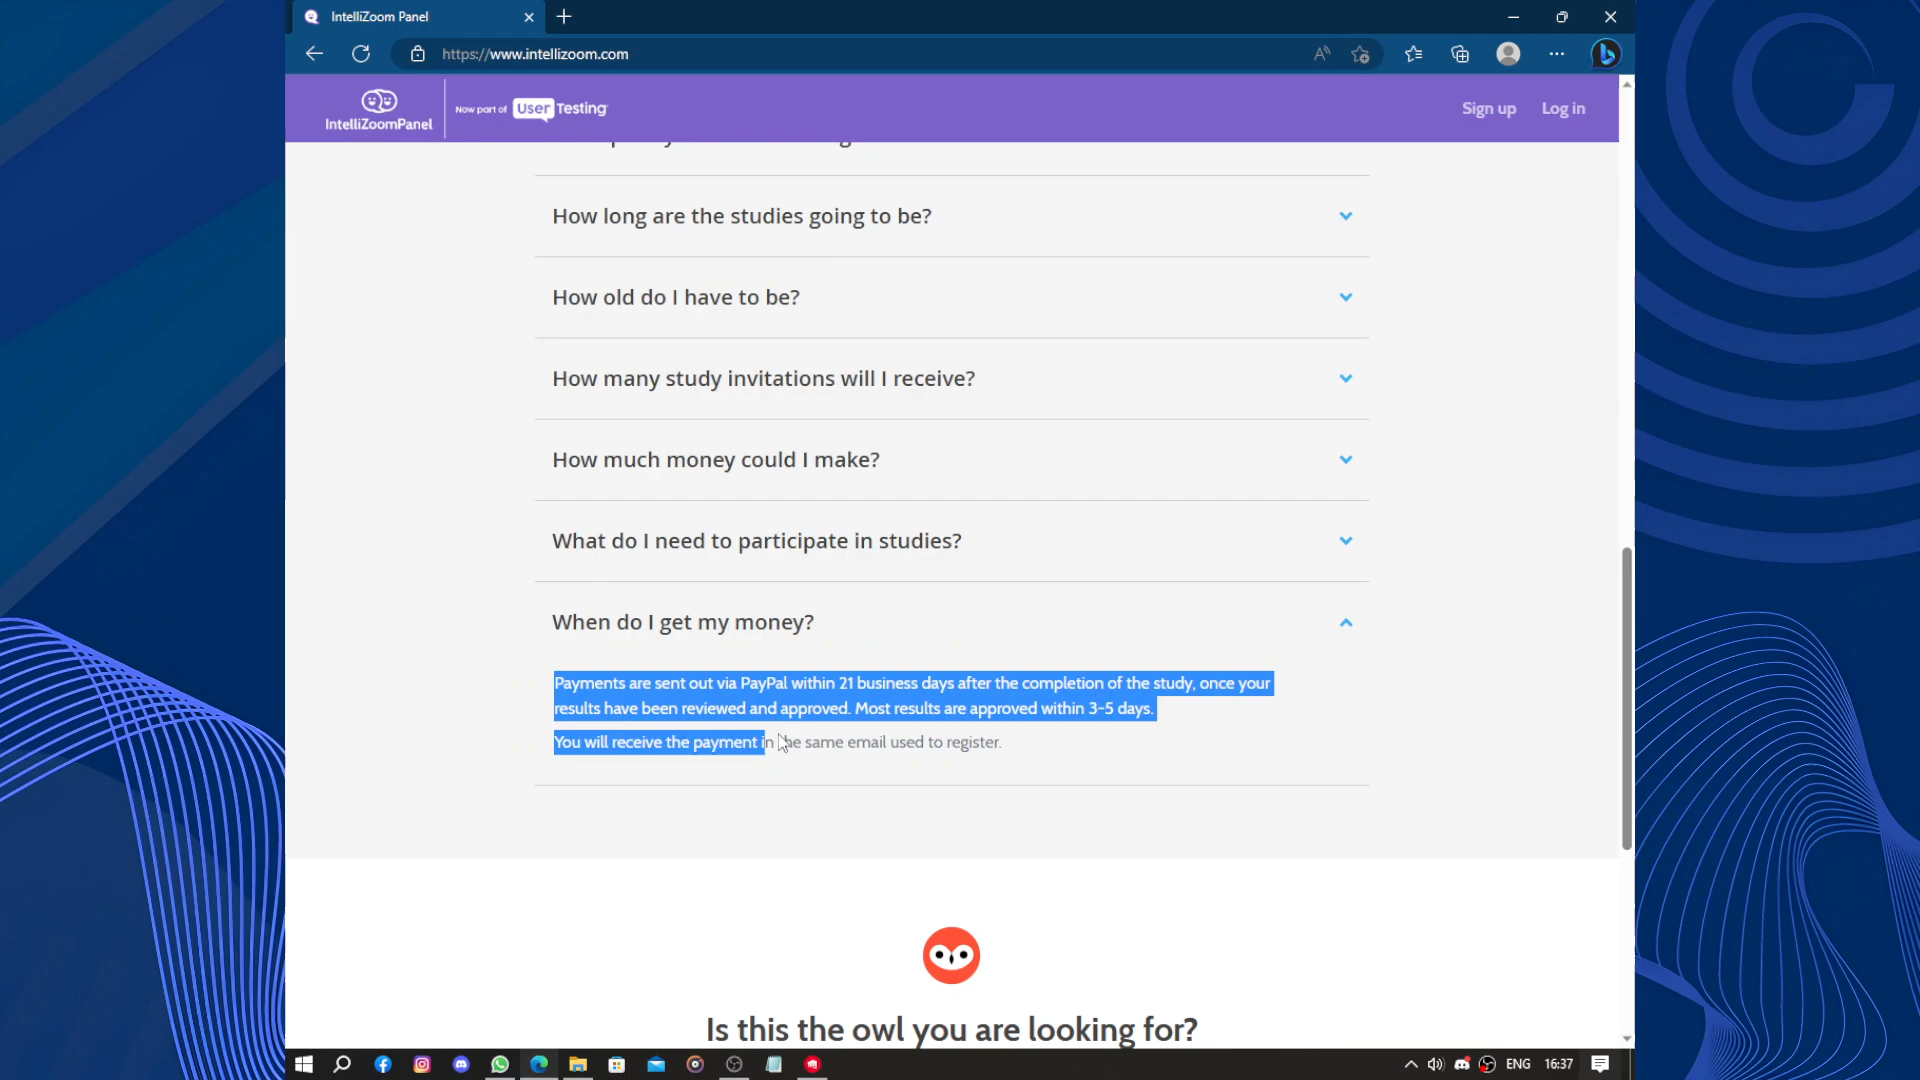 IntelliZoom Panel
https://www.intellizoom.com
IntelliZoomPanel
Now part of UserTesting
Sign up
Log in
How long are the studies going to be?
How old do I have to be?
How many study invitations will I receive?
How much money could I make?
What do I need to participate in studies?
When do I get my money?
Payments are sent out via PayPal within 21 business days after the completion of the study, once your
results have been reviewed and approved. Most results are approved within 3-5 days.
You will receive the payment in the same email used to register.
Is this the owl you are looking for?
ENG
16:37